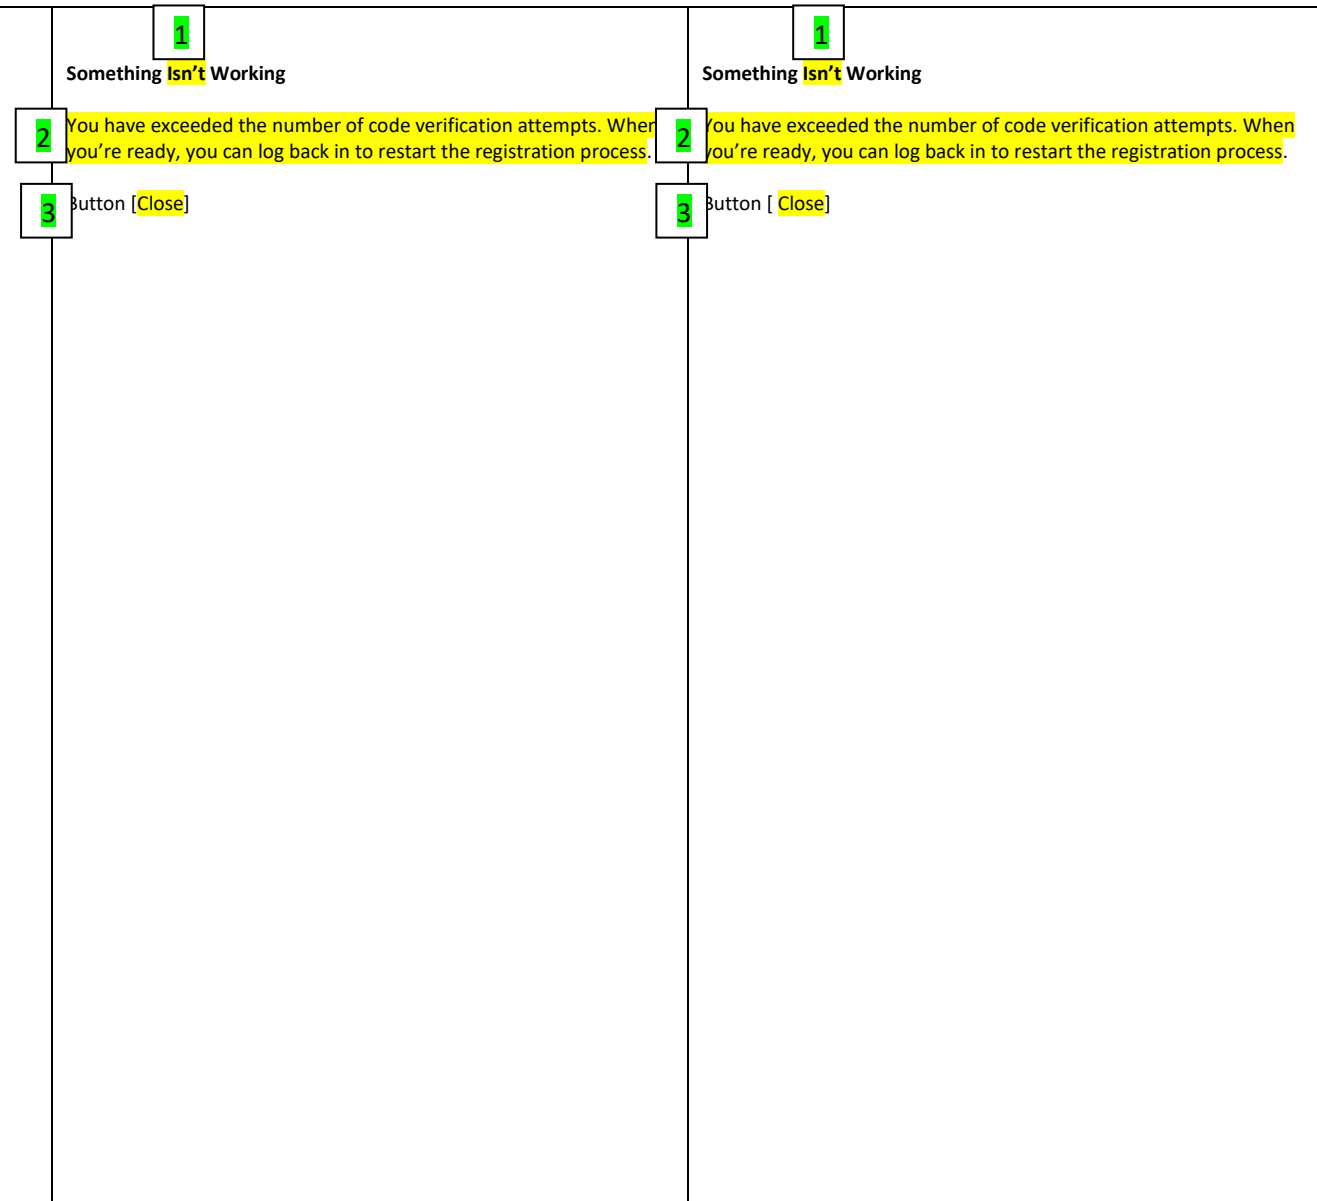 1
Something Isn’t Working
2
You have exceeded the number of code verification attempts. When
you’re ready, you can log back in to restart the registration process.
3
Button [Close]
1
Something Isn’t Working
2
You have exceeded the number of code verification attempts. When
you’re ready, you can log back in to restart the registration process.
3
Button [ Close]